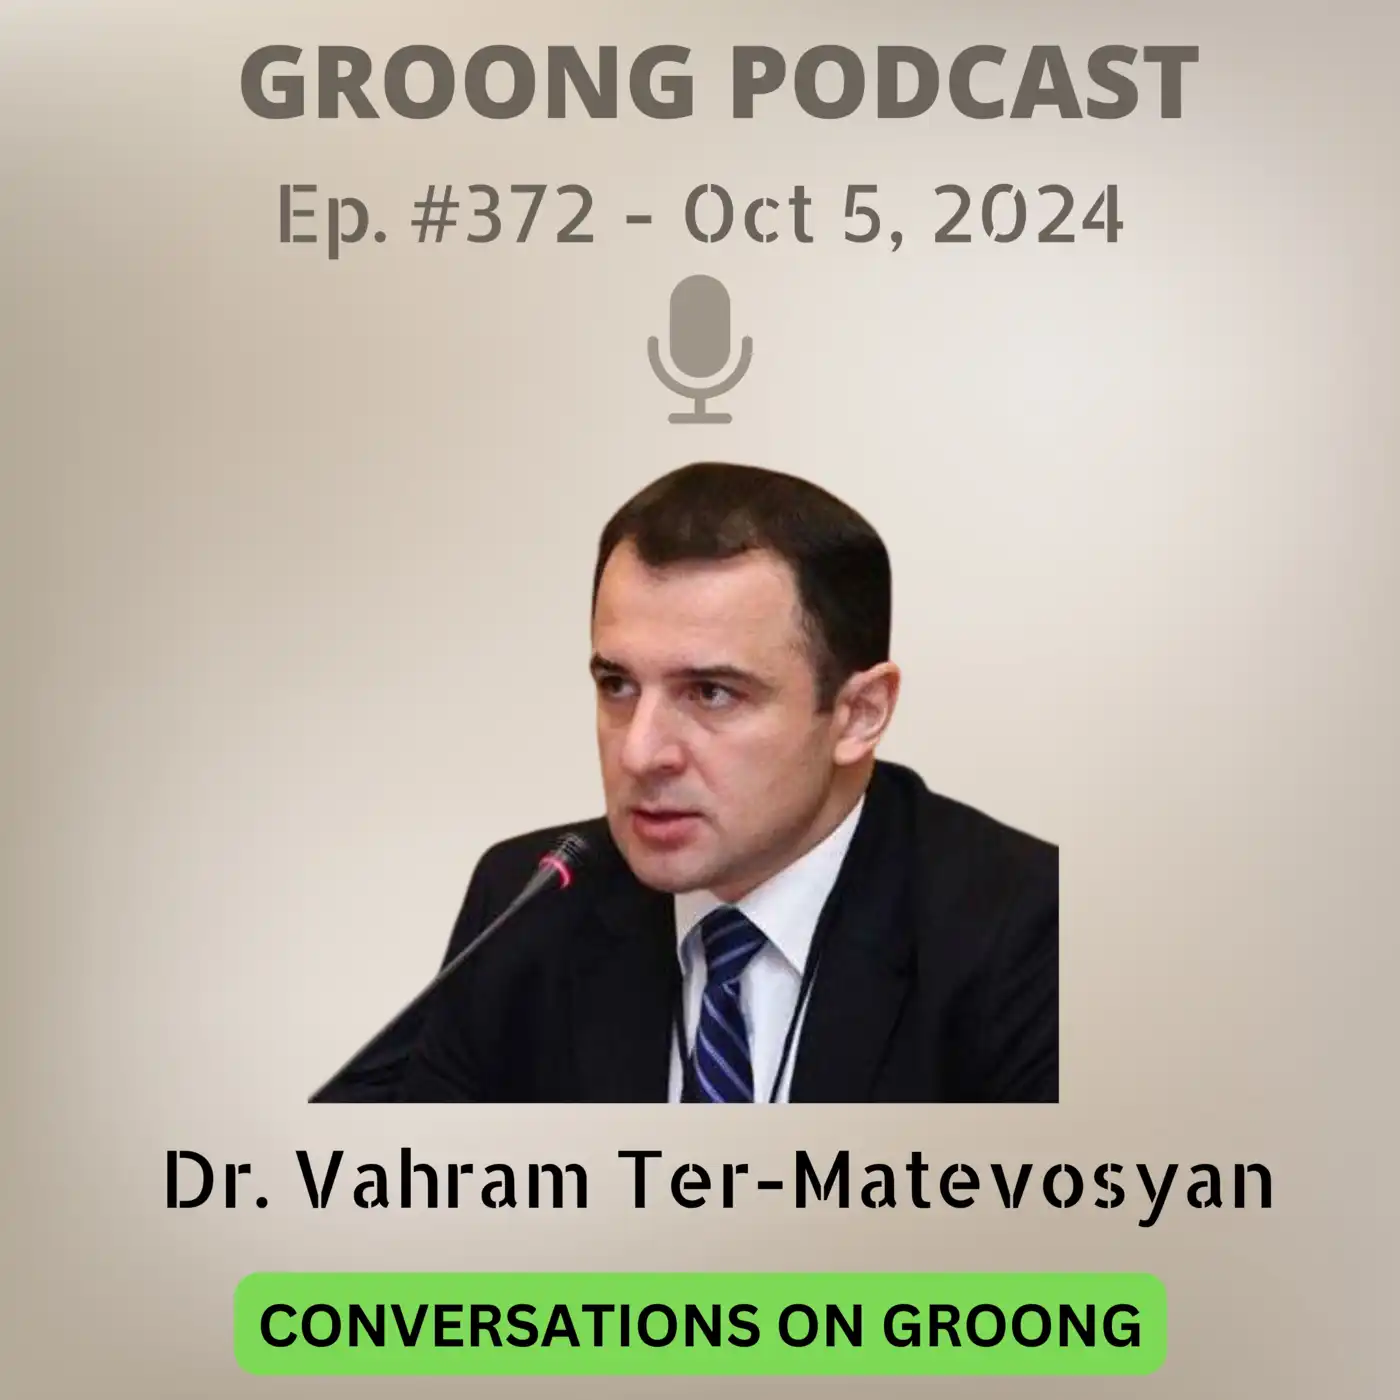 GROONG PODCAST
Ep. #372 - Oct 5, 2024
Dr. Vahram Ter-Matevosyan
CONVERSATIONS ON GROONG